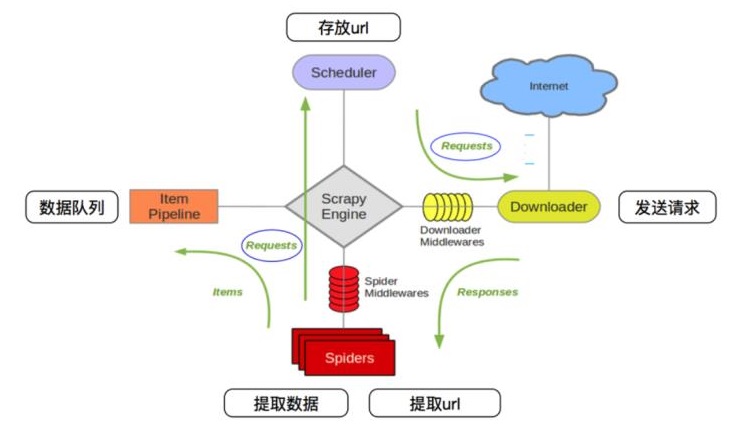 存放url
Scheduler
Internet
Requests
数据队列
Item
Pipeline
Scrapy
Engine
Downloader
发送请求
Downloader
Middlewares
Requests
Spider
Middlewares
Items
Responses
Spiders
提取数据
提取url